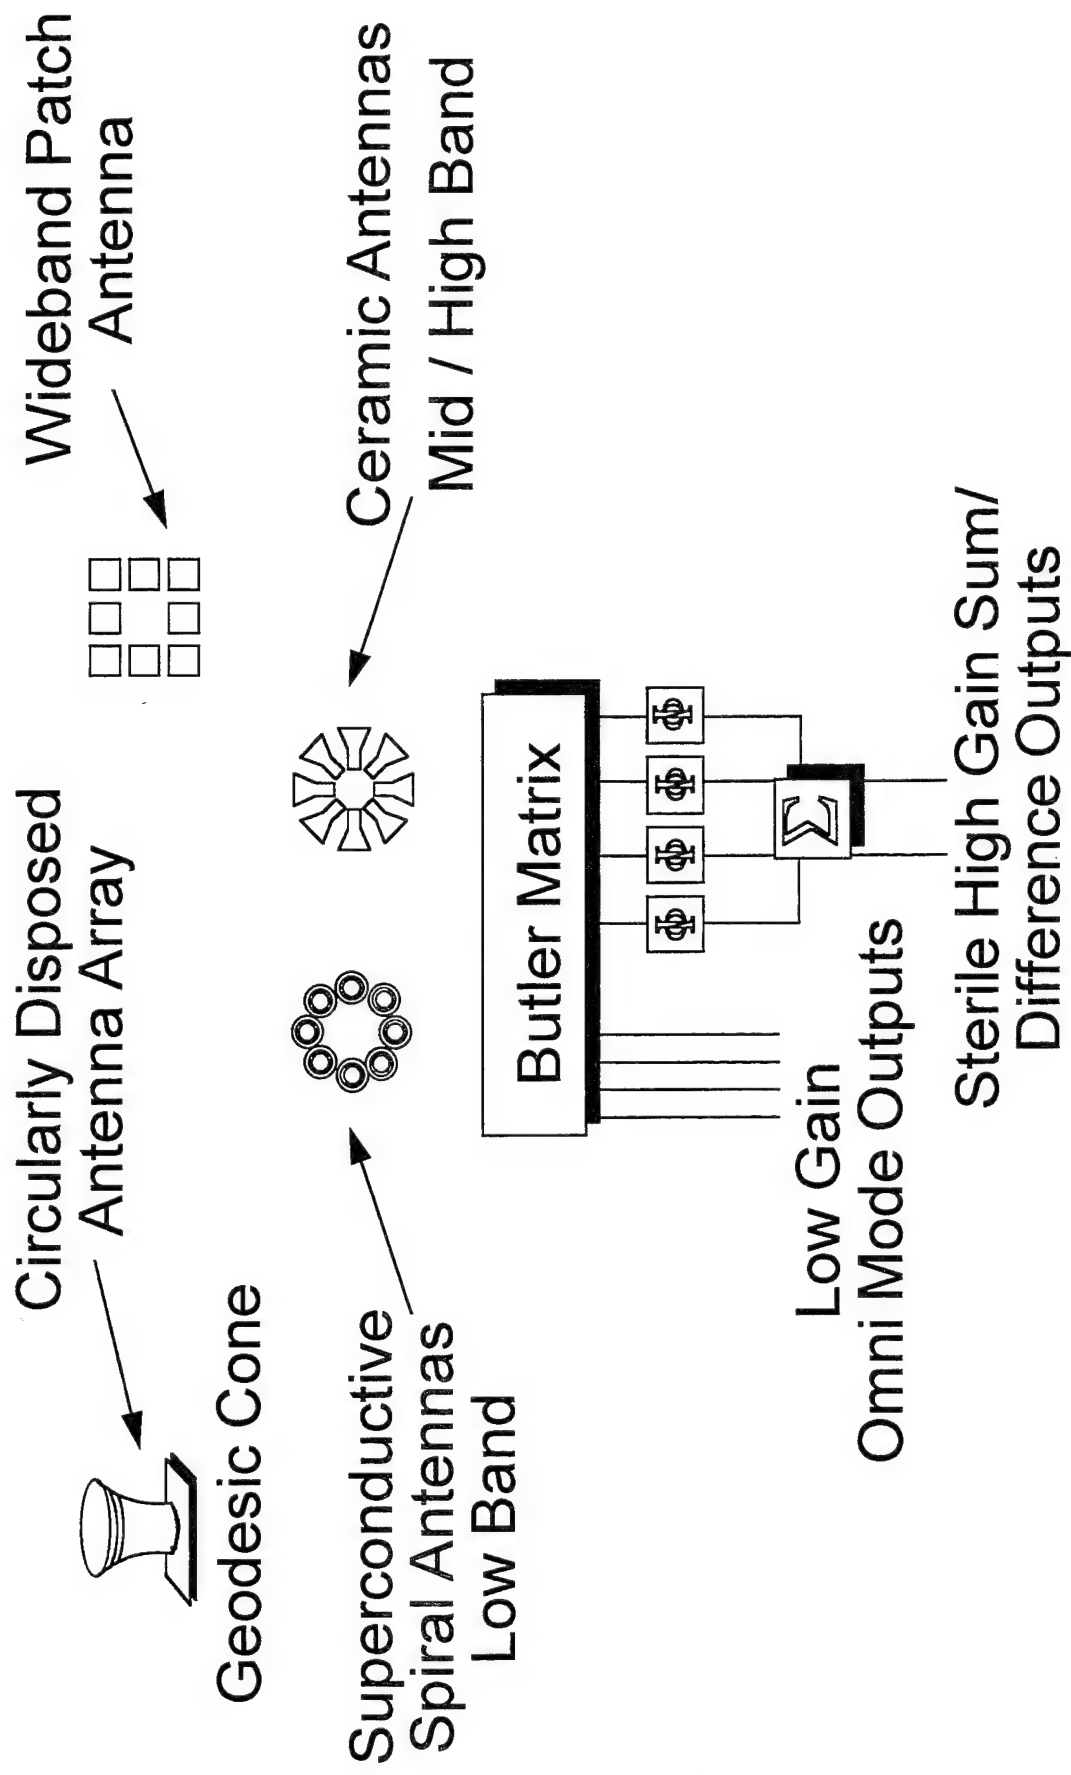 Circularly Disposed
Antenna Array
Wideband Patch
Antenna
Geodesic Cone
Superconductive
Spiral Antennas
Low Band
Ceramic Antennas
Mid / High Band
Butler Matrix
Φ Φ Φ Φ
Σ
Low Gain
Omni Mode Outputs
Sterile High Gain Sum/
Difference Outputs